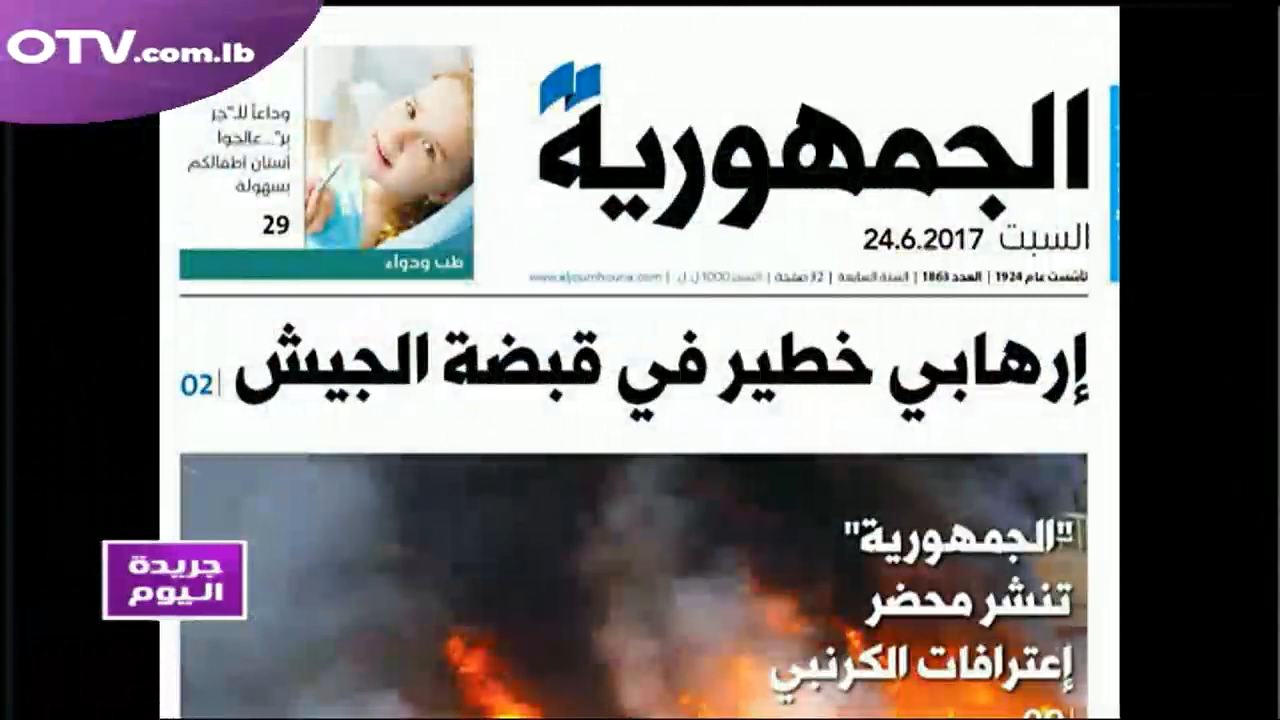 OTV.com.lb
الجمهورية
السبت 24.6.2017
تأسست عام 1924 | العدد 1863 | السنة السابعة | 32 صفحة | السعر 1000 ل.ل. | www.aljoumhouria.com
وداعاً للـ"جر
بر"...عالجوا
أسنان أطفالكم
بسهولة
29
طب ودواء
إرهابي خطير في قبضة الجيش |02
"الجمهورية"
تنشر محضر
إعترافات الكرنبي
جريدة
اليوم